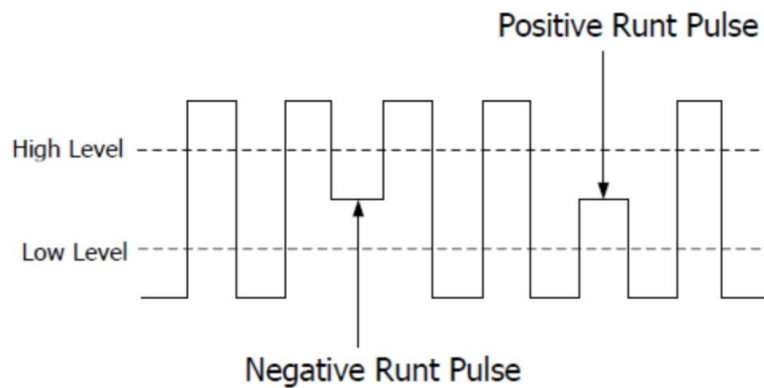 Positive Runt Pulse
High Level
Low Level
Negative Runt Pulse